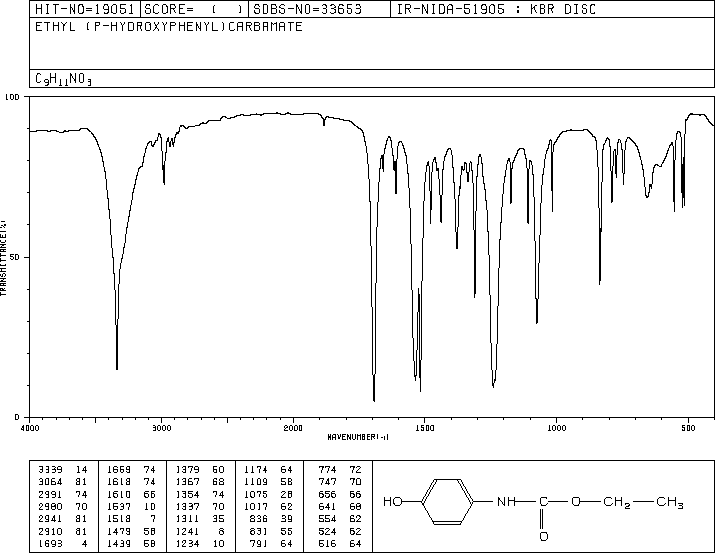 HIT-NO=19051 SCORE= ( ) SDBS-NO=33653 IR-NIDA-51905 : KBR DISC
ETHYL (P-HYDROXYPHENYL)CARBAMATE
C9H11NO3
100
50
0
TRANSMITTANCE(%)
4000 3000 2000 1500 1000 500
WAVENUMBER(-1)
3339 14 1669 74 1379 50 1174 64 774 72
3064 81 1618 74 1367 68 1109 58 747 70
2991 74 1610 66 1354 74 1075 28 656 66
2980 70 1537 10 1337 70 1017 62 641 68
2941 81 1518 7 1311 35 836 39 554 62
2910 81 1479 58 1241 8 831 55 524 62
1693 4 1439 58 1234 10 791 64 516 64
HO NH C O CH2 CH3
O